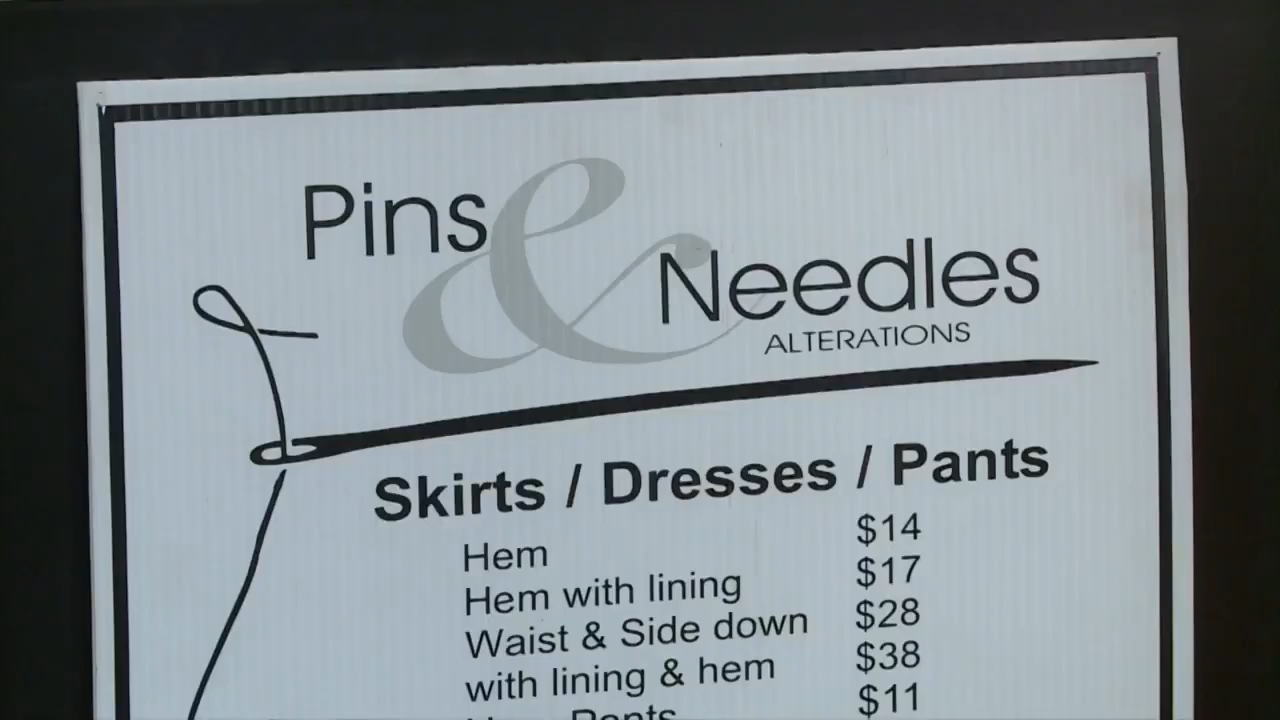 Pins
&
Needles
ALTERATIONS
Skirts / Dresses / Pants
Hem $14
Hem with lining $17
Waist & Side down $28
with lining & hem $38
Pants $11